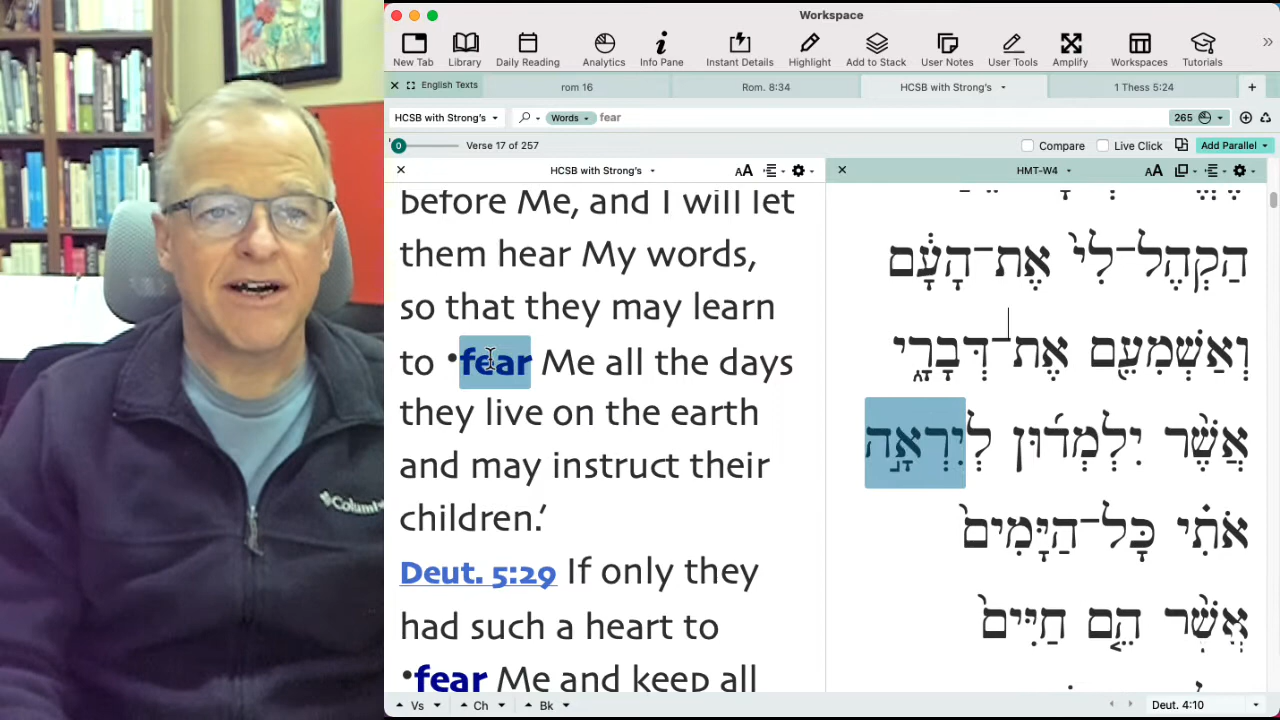 Workspace
New Tab
Library
Daily Reading
Analytics
Info Pane
Instant Details
Highlight
Add to Stack
User Notes
User Tools
Amplify
Workspaces
Tutorials
English Texts
rom 16
Rom. 8:34
HCSB with Strong's
1 Thess 5:24
HCSB with Strong's
Words
fear
265
0
Verse 17 of 257
Compare
Live Click
Add Parallel
HCSB with Strong's
before Me, and I will let
them hear My words,
so that they may learn
to •fear Me all the days
they live on the earth
and may instruct their
children.’
Deut. 5:29 If only they
had such a heart to
•fear Me and keep all
HMT-W4
הַקְהֶל־לִי֙ אֶת־הָעָ֔ם
וְאַשְׁמִעֵ֖ם אֶת־דְּבָרָ֑י
אֲשֶׁ֨ר יִלְמְד֜וּן לְיִרְאָ֣ה
אֹתִ֗י כָּל־הַיָּמִים֙
אֲשֶׁ֨ר הֵ֤ם חַיִּים֙
Vs
Ch
Bk
Deut. 4:10
Columbi